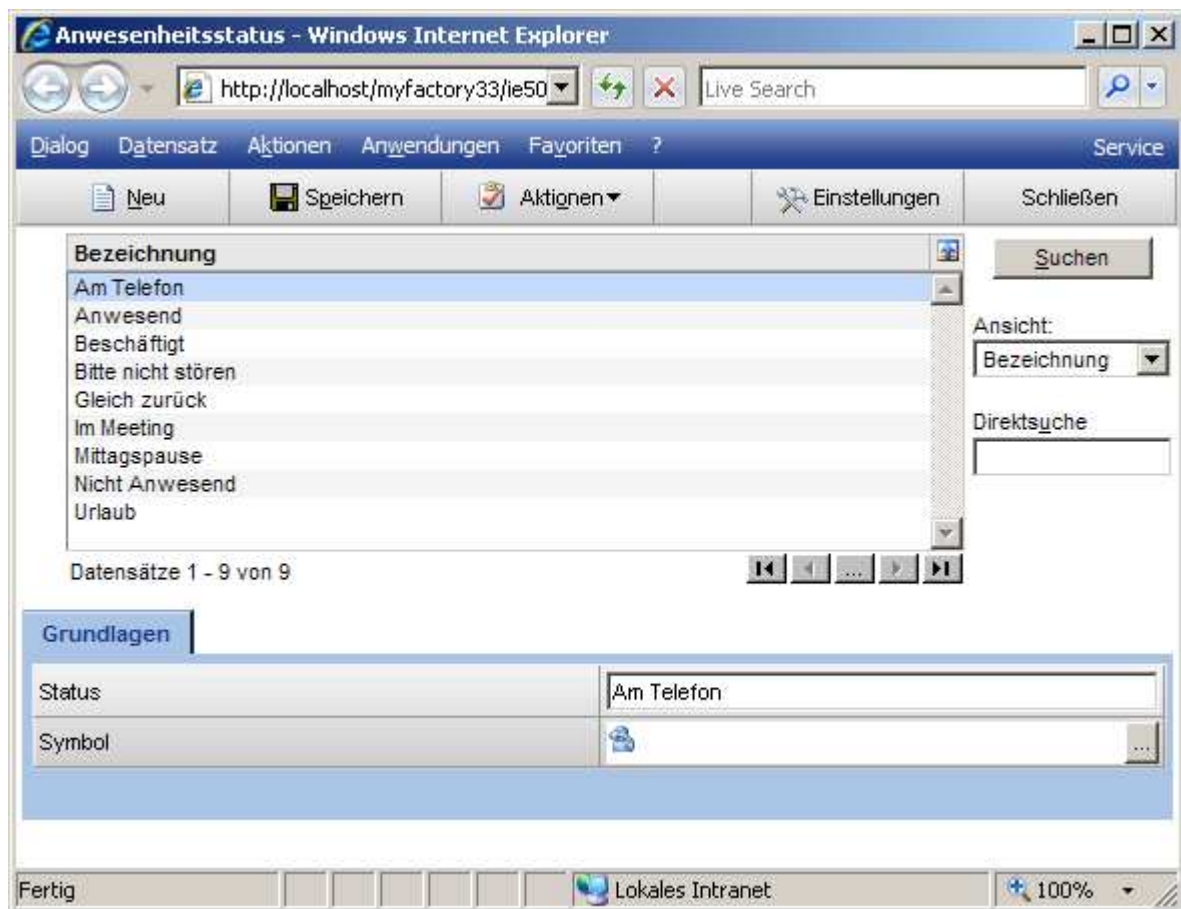 Anwesenheitsstatus - Windows Internet Explorer
http://localhost/myfactory33/ie50 Live Search
Dialog Datensatz Aktionen Anwendungen Favoriten ? Service
Neu Speichern Aktionen Einstellungen Schließen
Bezeichnung
Suchen
Am Telefon
Anwesend
Beschäftigt
Bitte nicht stören
Gleich zurück
Im Meeting
Mittagspause
Nicht Anwesend
Urlaub
Ansicht:
Bezeichnung
Direktsuche
Datensätze 1 - 9 von 9
...
Grundlagen
Status Am Telefon
Symbol ...
Fertig Lokales Intranet 100%